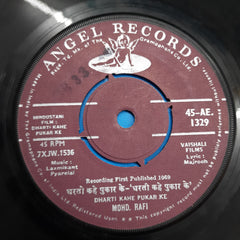 ANGEL RECORDS
HINDUSTANI
FILM :
DHARTI KAHE
PUKAR KE
45-AE.
1329
45 RPM
7XJW.1536
VAISHALI
FILMS
Music:
Laxmikant
Pyarelal
Lyric:
Majrooh
Recording First Published 1969
धरती कहे पुकार के-'धरती कहे पुकार के'
DHARTI KAHE PUKAR KE
MOHD. RAFI